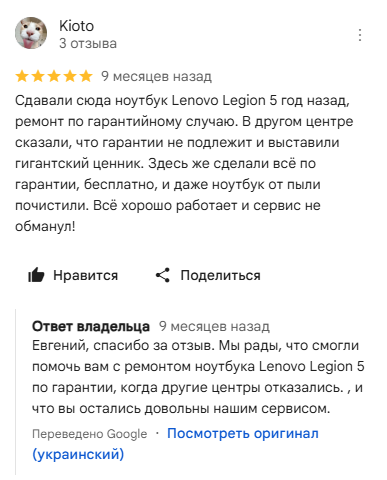 Kioto
3 отзыва
9 месяцев назад
Сдавали сюда ноутбук Lenovo Legion 5 год назад,
ремонт по гарантийному случаю. В другом центре
сказали, что гарантии не подлежит и выставили
гигантский ценник. Здесь же сделали всё по
гарантии, бесплатно, и даже ноутбук от пыли
почистили. Всё хорошо работает и сервис не
обманул!
Нравится Поделиться
Ответ владельца 9 месяцев назад
Евгений, спасибо за отзыв. Мы рады, что смогли
помочь вам с ремонтом ноутбука Lenovo Legion 5
по гарантии, когда другие центры отказались. , и
что вы остались довольны нашим сервисом.
Переведено Google · Посмотреть оригинал
(украинский)